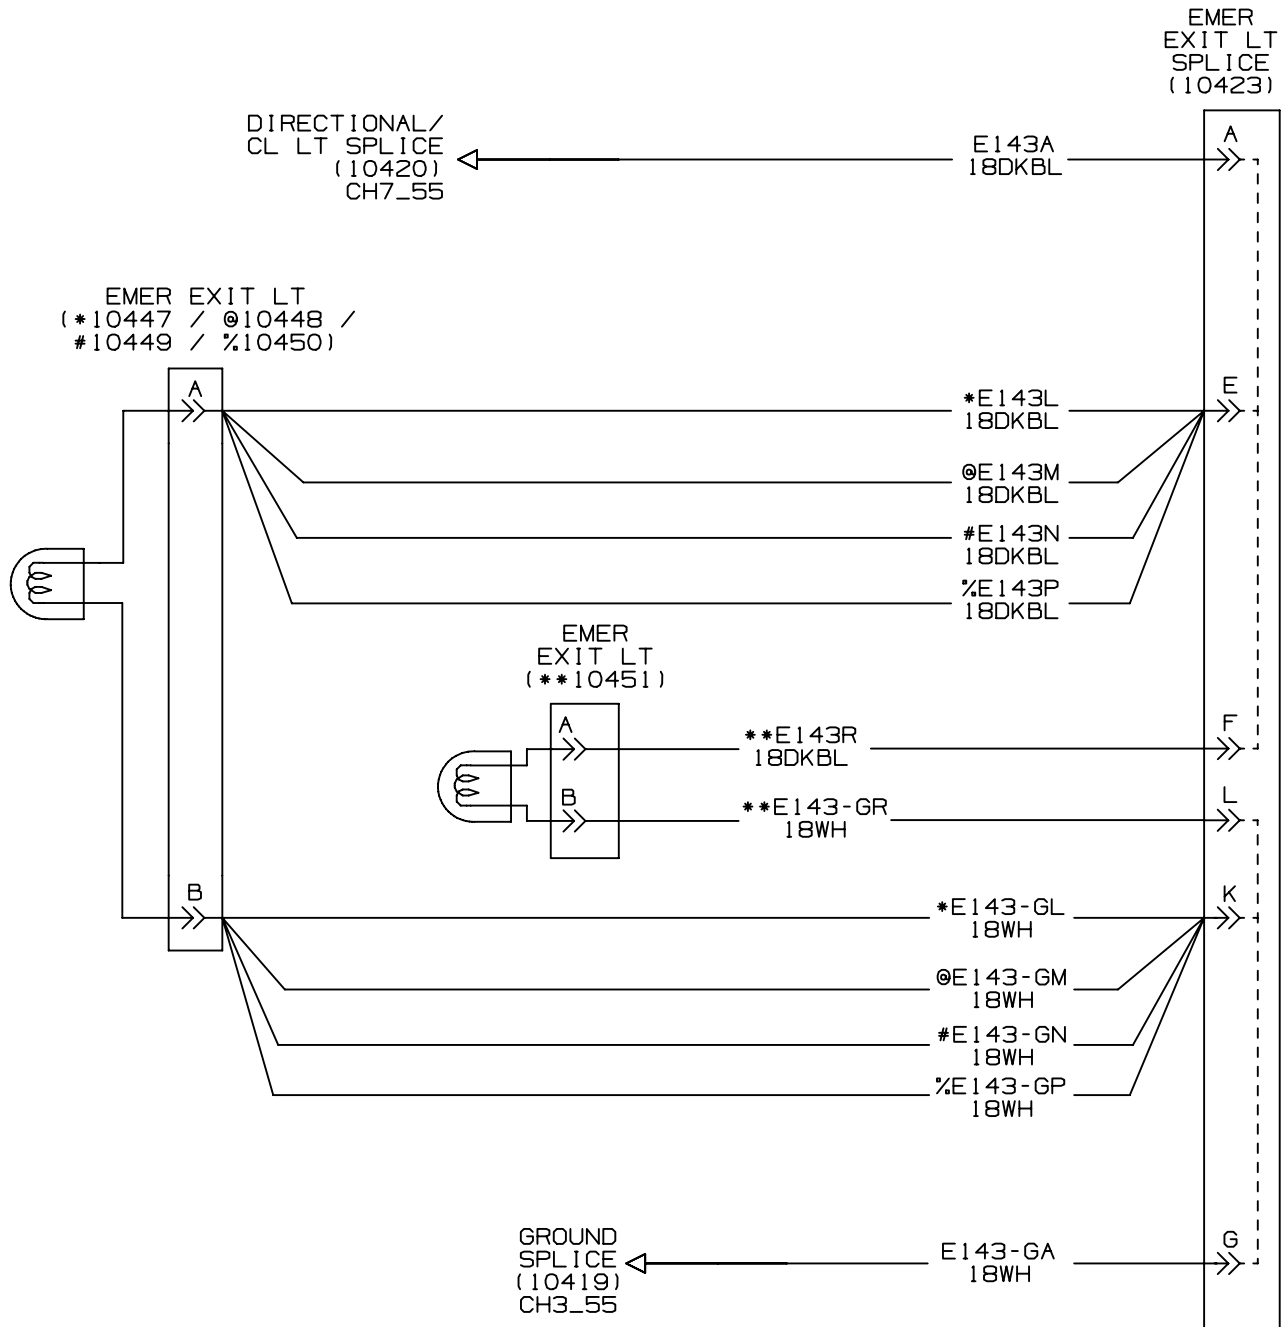 EMER
EXIT LT
SPLICE
(10423)
DIRECTIONAL/
CL LT SPLICE
(10420)
CH7_55
E143A
18DKBL
A
EMER EXIT LT
(*10447 / @10448 /
#10449 / %10450)
A
*E143L
18DKBL
E
@E143M
18DKBL
#E143N
18DKBL
%E143P
18DKBL
EMER
EXIT LT
(**10451)
A
**E143R
18DKBL
F
B
**E143-GR
18WH
L
B
*E143-GL
18WH
K
@E143-GM
18WH
#E143-GN
18WH
%E143-GP
18WH
GROUND
SPLICE
(10419)
CH3_55
E143-GA
18WH
G